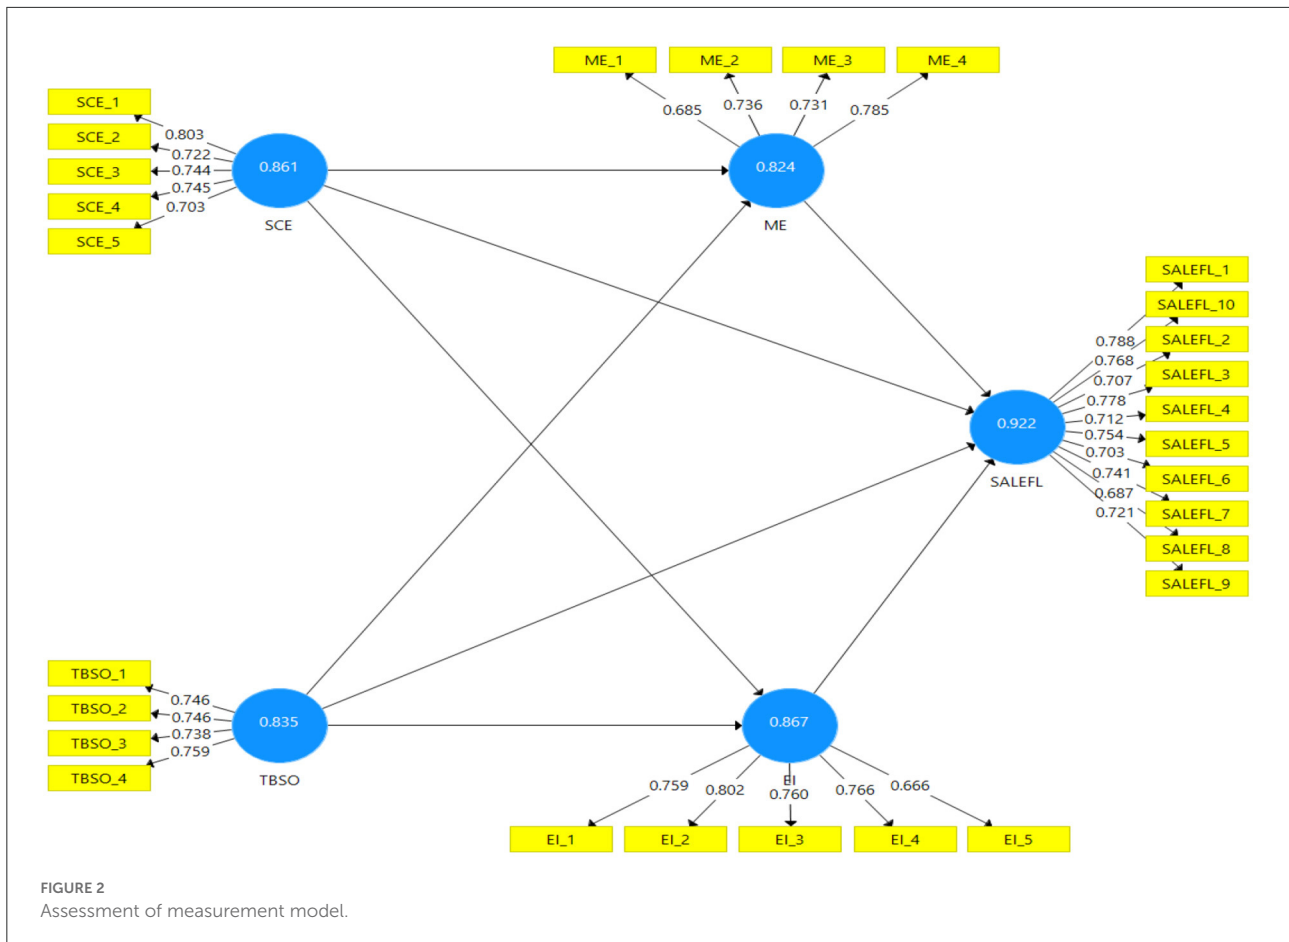 ME_1 ME_2 ME_3 ME_4
0.685 0.736 0.731 0.785
0.824
ME
SCE_1
SCE_2
SCE_3
SCE_4
SCE_5
0.803
0.722
0.744
0.745
0.703
0.861
SCE
SALEFL_1
SALEFL_10
SALEFL_2
SALEFL_3
SALEFL_4
SALEFL_5
SALEFL_6
SALEFL_7
SALEFL_8
SALEFL_9
0.788
0.768
0.707
0.778
0.712
0.754
0.703
0.741
0.687
0.721
0.922
SALEFL
TBSO_1
TBSO_2
TBSO_3
TBSO_4
0.746
0.746
0.738
0.759
0.835
TBSO
0.867
EI
0.759 0.802 0.760 0.766 0.666
EI_1 EI_2 EI_3 EI_4 EI_5
FIGURE 2
Assessment of measurement model.